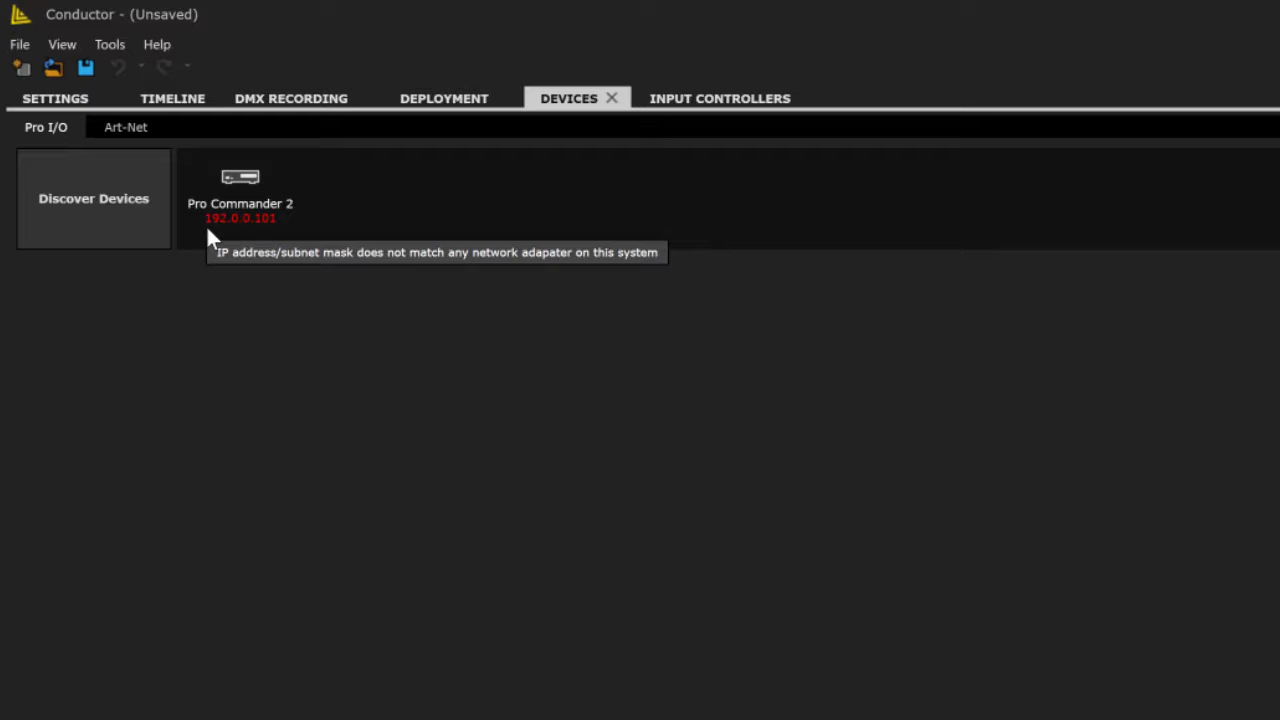 Conductor - (Unsaved)
File View Tools Help
SETTINGS TIMELINE DMX RECORDING DEPLOYMENT DEVICES INPUT CONTROLLERS
Pro I/O Art-Net
Discover Devices
Pro Commander 2
192.0.0.101
IP address/subnet mask does not match any network adapater on this system